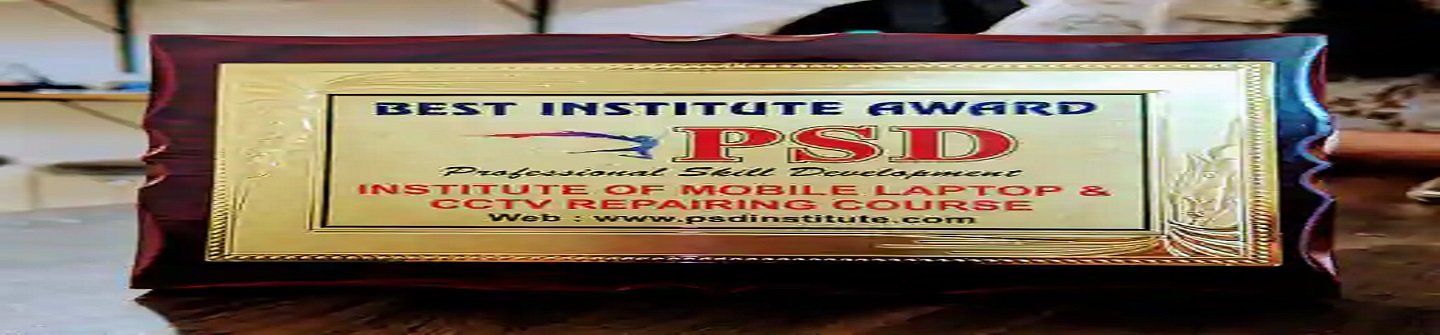 BEST INSTITUTE AWARD
PSD
Professional Skill Development
INSTITUTE OF MOBILE LAPTOP &
CCTV REPAIRING COURSE
Web : www.psdinstitute.com